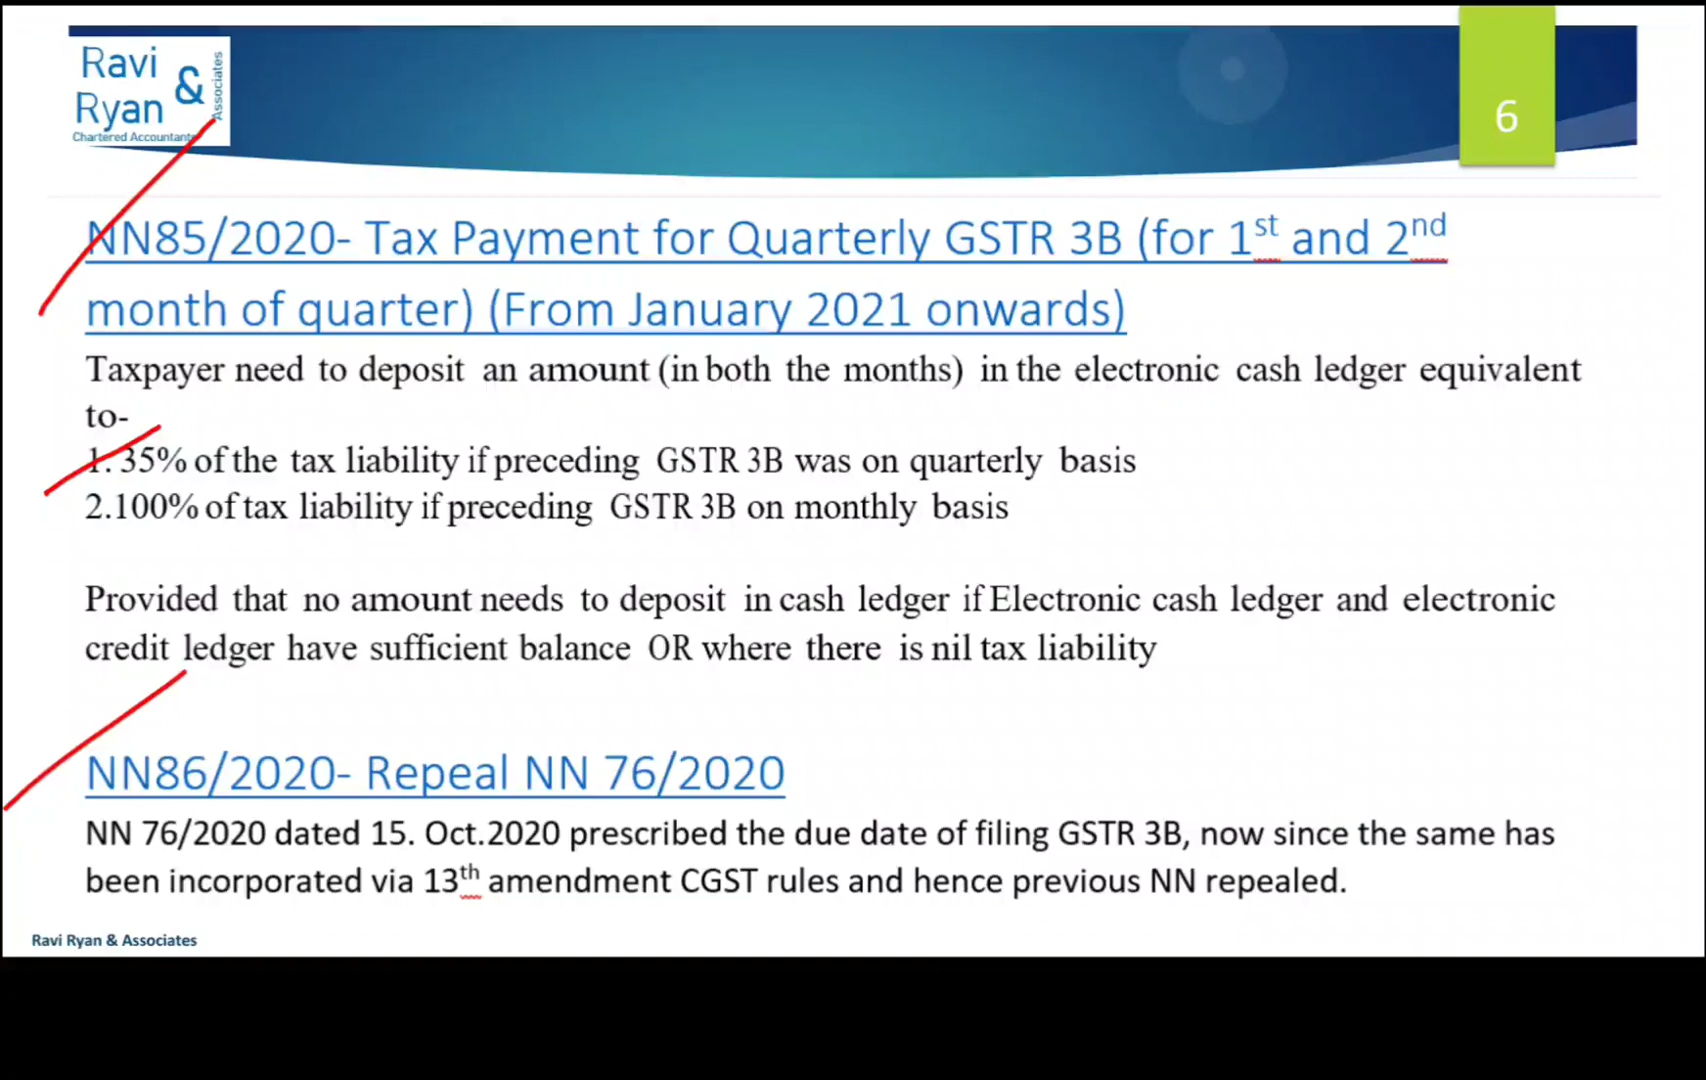 Ravi
Ryan
&
Associates
Chartered Accountants
6
NN85/2020- Tax Payment for Quarterly GSTR 3B (for 1st and 2nd
month of quarter) (From January 2021 onwards)
Taxpayer need to deposit an amount (in both the months) in the electronic cash ledger equivalent
to-
1. 35% of the tax liability if preceding GSTR 3B was on quarterly basis
2.100% of tax liability if preceding GSTR 3B on monthly basis
Provided that no amount needs to deposit in cash ledger if Electronic cash ledger and electronic
credit ledger have sufficient balance OR where there is nil tax liability
NN86/2020- Repeal NN 76/2020
NN 76/2020 dated 15. Oct.2020 prescribed the due date of filing GSTR 3B, now since the same has
been incorporated via 13th amendment CGST rules and hence previous NN repealed.
Ravi Ryan & Associates